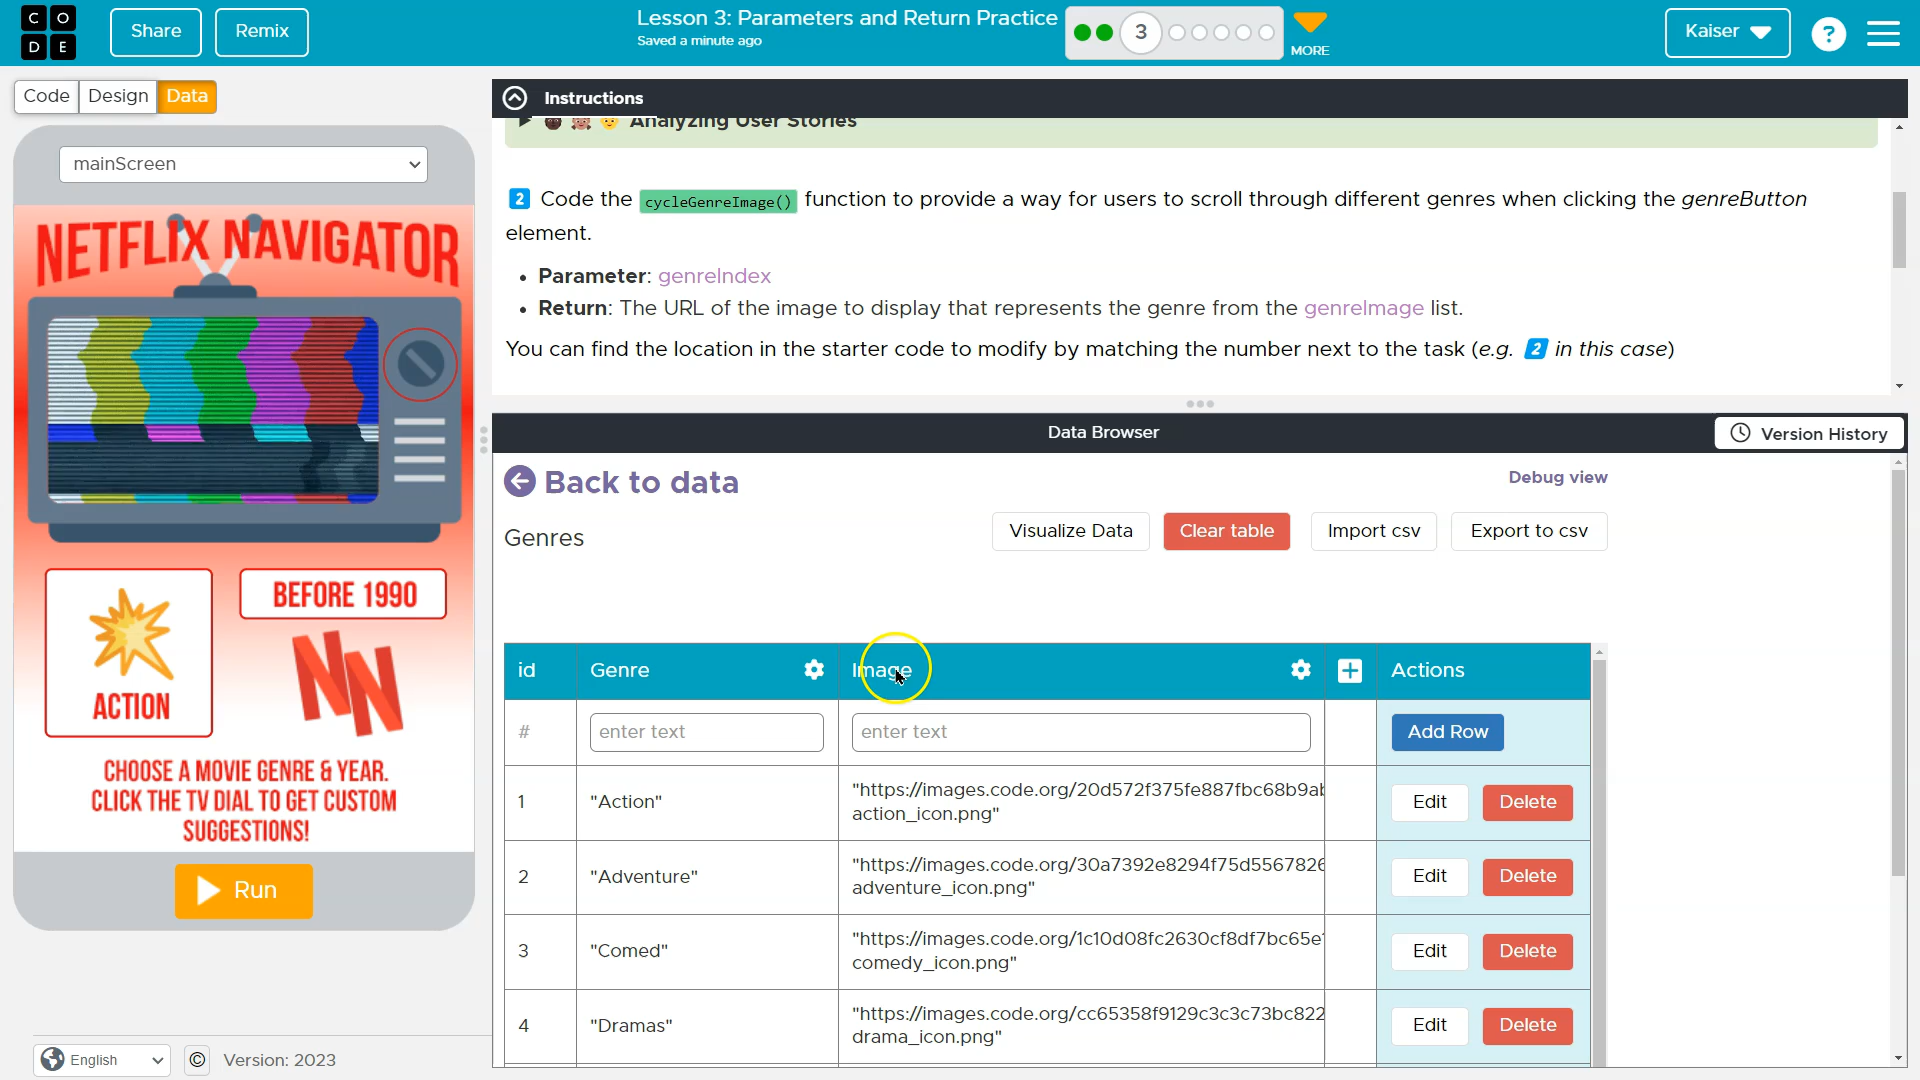 C O
D E
Share
Remix
Lesson 3: Parameters and Return Practice
Saved a minute ago
3
MORE
Kaiser
?
Code
Design
Data
Instructions
Analyzing User Stories
mainScreen
2 Code the cycleGenreImage() function to provide a way for users to scroll through different genres when clicking the genreButton
element.
• Parameter: genreIndex
• Return: The URL of the image to display that represents the genre from the genreImage list.
You can find the location in the starter code to modify by matching the number next to the task (e.g. 2 in this case)
NETFLIX NAVIGATOR
BEFORE 1990
NN
ACTION
CHOOSE A MOVIE GENRE & YEAR.
CLICK THE TV DIAL TO GET CUSTOM
SUGGESTIONS!
Run
English
©
Version: 2023
Data Browser
Version History
Back to data
Debug view
Genres
Visualize Data
Clear table
Import csv
Export to csv
id
Genre
Image
Actions
#
enter text
enter text
Add Row
1
"Action"
"https://images.code.org/20d572f375fe887fbc68b9ab
action_icon.png"
Edit
Delete
2
"Adventure"
"https://images.code.org/30a7392e8294f75d5567826
adventure_icon.png"
Edit
Delete
3
"Comed"
"https://images.code.org/1c10d08fc2630cf8df7bc65e
comedy_icon.png"
Edit
Delete
4
"Dramas"
"https://images.code.org/cc65358f9129c3c3c73bc822
drama_icon.png"
Edit
Delete